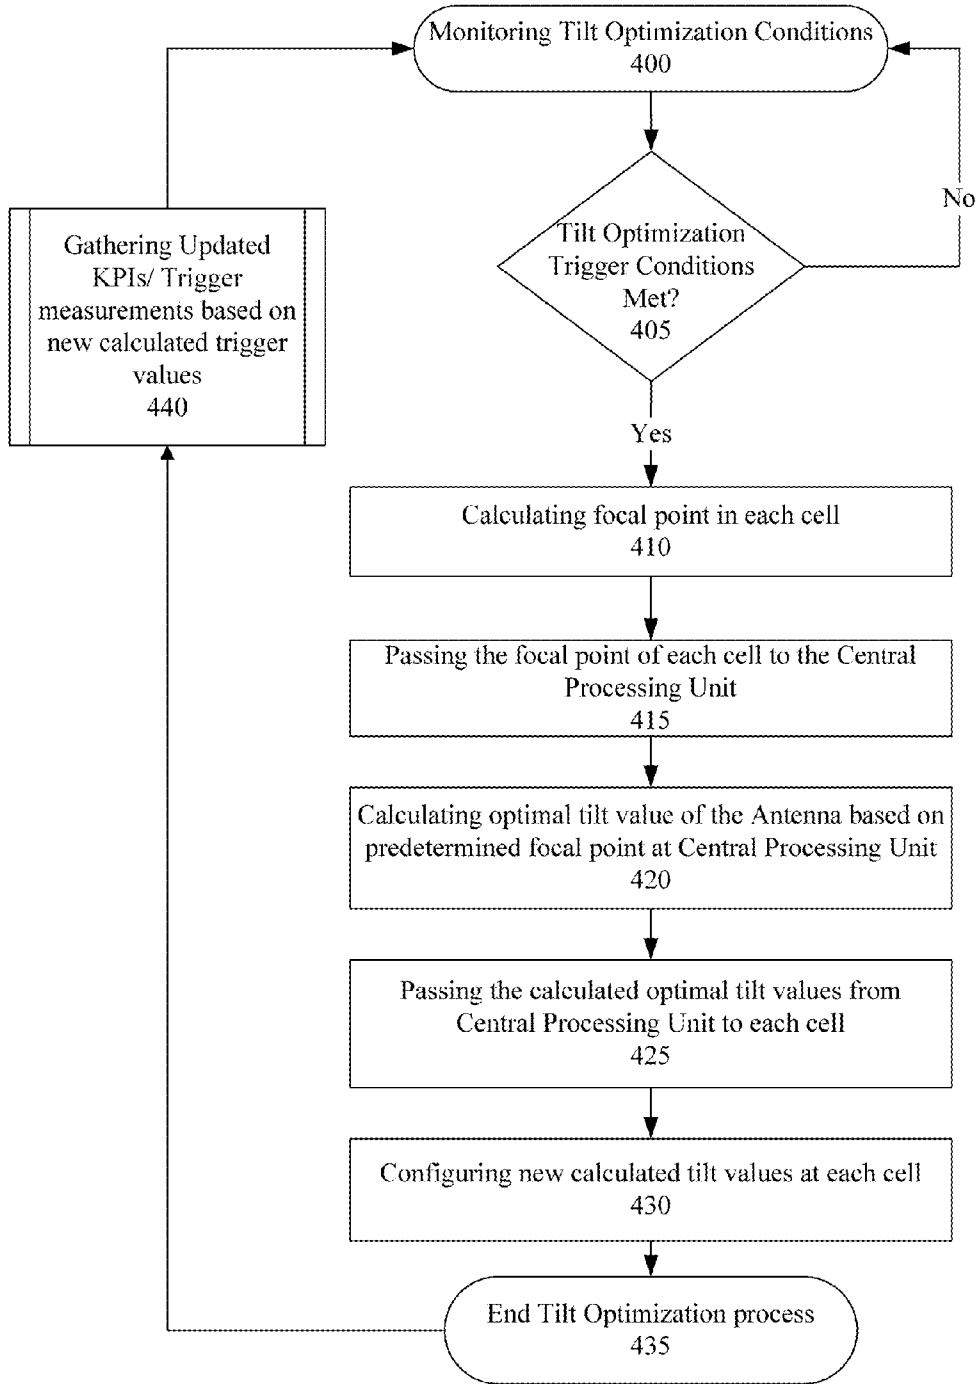 Monitoring Tilt Optimization Conditions
400
No
Tilt Optimization
Trigger Conditions
Met?
405
Gathering Updated
KPIs/ Trigger
measurements based on
new calculated trigger
values
440
Yes
Calculating focal point in each cell
410
Passing the focal point of each cell to the Central
Processing Unit
415
Calculating optimal tilt value of the Antenna based on
predetermined focal point at Central Processing Unit
420
Passing the calculated optimal tilt values from
Central Processing Unit to each cell
425
Configuring new calculated tilt values at each cell
430
End Tilt Optimization process
435